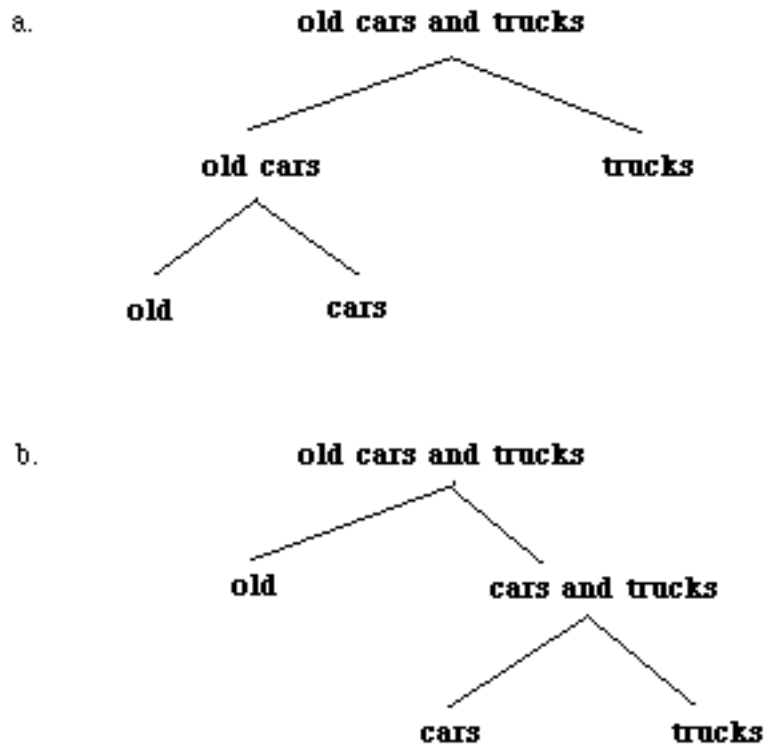 a. old cars and trucks
old cars trucks
old cars
b. old cars and trucks
old cars and trucks
cars trucks